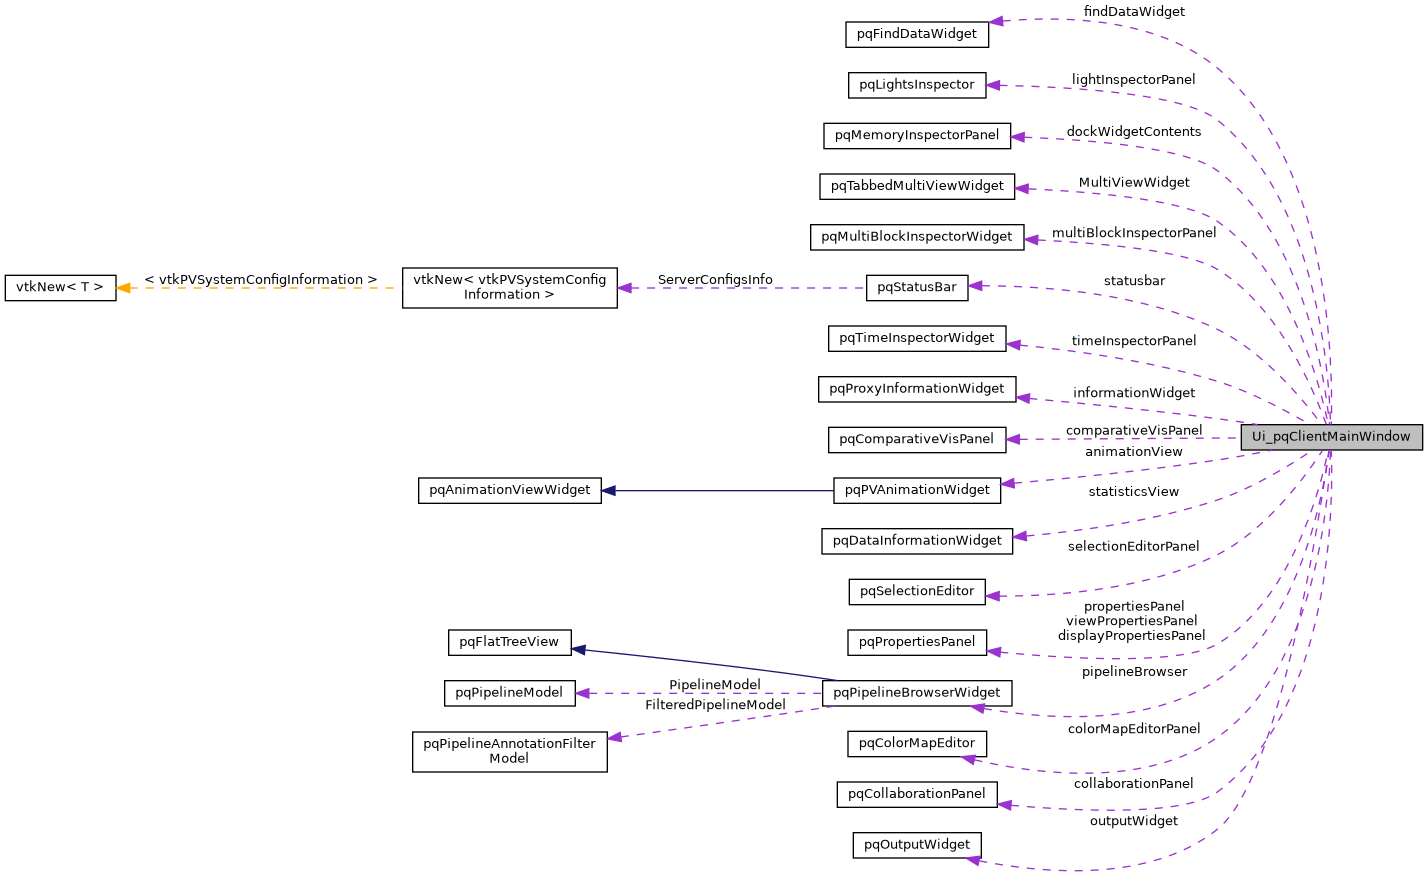 findDataWidget
pqFindDataWidget
lightInspectorPanel
pqLightsInspector
dockWidgetContents
pqMemoryInspectorPanel
MultiViewWidget
pqTabbedMultiViewWidget
multiBlockInspectorPanel
pqMultiBlockInspectorWidget
vtkNew< T >
< vtkPVSystemConfigInformation >
vtkNew< vtkPVSystemConfig
Information >
ServerConfigsInfo
pqStatusBar
statusbar
pqTimeInspectorWidget
timeInspectorPanel
pqProxyInformationWidget
informationWidget
pqComparativeVisPanel
comparativeVisPanel
Ui_pqClientMainWindow
animationView
pqAnimationViewWidget
pqPVAnimationWidget
statisticsView
pqDataInformationWidget
selectionEditorPanel
pqSelectionEditor
propertiesPanel
viewPropertiesPanel
displayPropertiesPanel
pqFlatTreeView
pqPropertiesPanel
pipelineBrowser
PipelineModel
pqPipelineModel
pqPipelineBrowserWidget
FilteredPipelineModel
colorMapEditorPanel
pqPipelineAnnotationFilter
Model
pqColorMapEditor
collaborationPanel
pqCollaborationPanel
outputWidget
pqOutputWidget